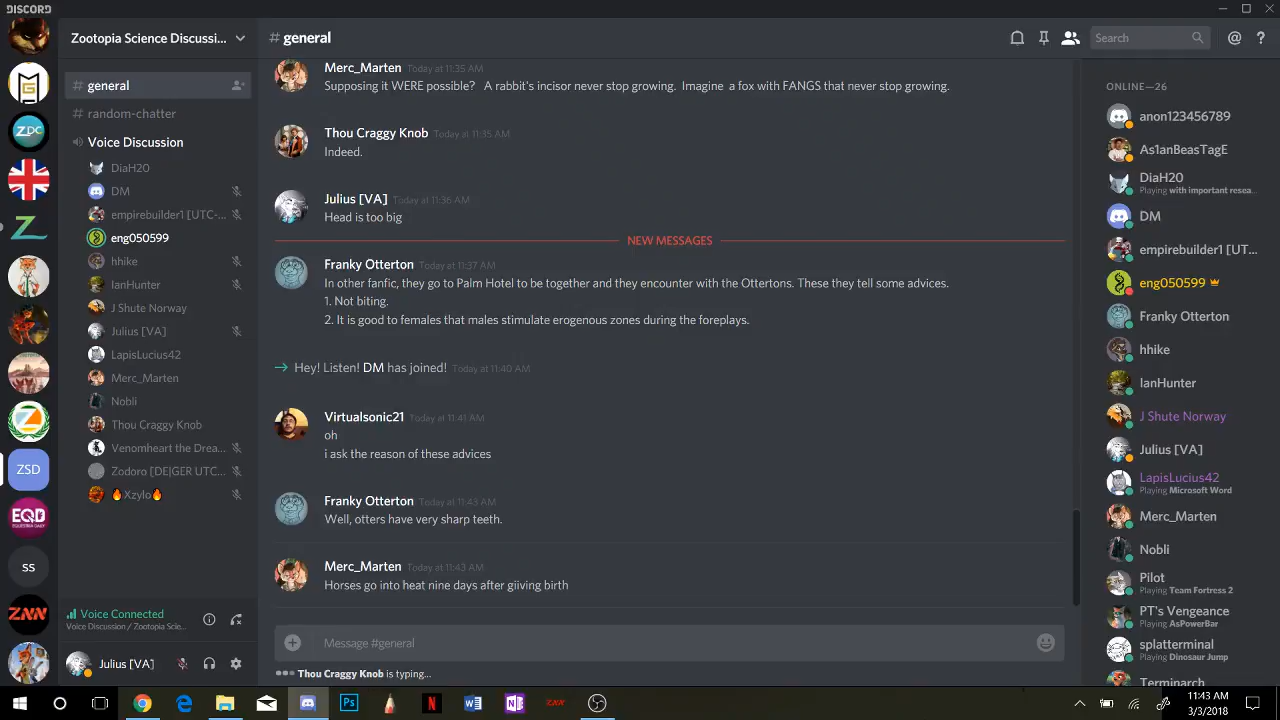 DISCORD
Zootopia Science Discussi...
# general
Search
# general
# random-chatter
Voice Discussion
DiaH20
DM
empirebuilder1 [UTC-...
eng050599
hhike
IanHunter
J Shute Norway
Julius [VA]
LapisLucius42
Merc_Marten
Nobli
Thou Craggy Knob
Venomheart the Drea...
Zodoro [DE|GER UTC...
🔥Xzylo🔥
Voice Connected
Voice Discussion / Zootopia Scie...
Julius [VA]
ZDC
ZSD
EQD
EQUESTRIA DAILY
ss
ZNN
Merc_Marten Today at 11:35 AM
Supposing it WERE possible? A rabbit's incisor never stop growing. Imagine a fox with FANGS that never stop growing.
Thou Craggy Knob Today at 11:35 AM
Indeed.
Julius [VA] Today at 11:36 AM
Head is too big
NEW MESSAGES
Franky Otterton Today at 11:37 AM
In other fanfic, they go to Palm Hotel to be together and they encounter with the Ottertons. These they tell some advices.
1. Not biting.
2. It is good to females that males stimulate erogenous zones during the foreplays.
Hey! Listen! DM has joined! Today at 11:40 AM
Virtualsonic21 Today at 11:41 AM
oh
i ask the reason of these advices
Franky Otterton Today at 11:43 AM
Well, otters have very sharp teeth.
Merc_Marten Today at 11:43 AM
Horses go into heat nine days after giiving birth
Message #general
Thou Craggy Knob is typing...
ONLINE—26
anon123456789
As1anBeasTagE
DiaH20
Playing with important resea...
DM
empirebuilder1 [UT...
eng050599
Franky Otterton
hhike
IanHunter
J Shute Norway
Julius [VA]
LapisLucius42
Playing Microsoft Word
Merc_Marten
Nobli
Pilot
Playing Team Fortress 2
PT's Vengeance
Playing AsPowerBar
splatterminal
Playing Dinosaur Jump
Terminarch
11:43 AM
3/3/2018